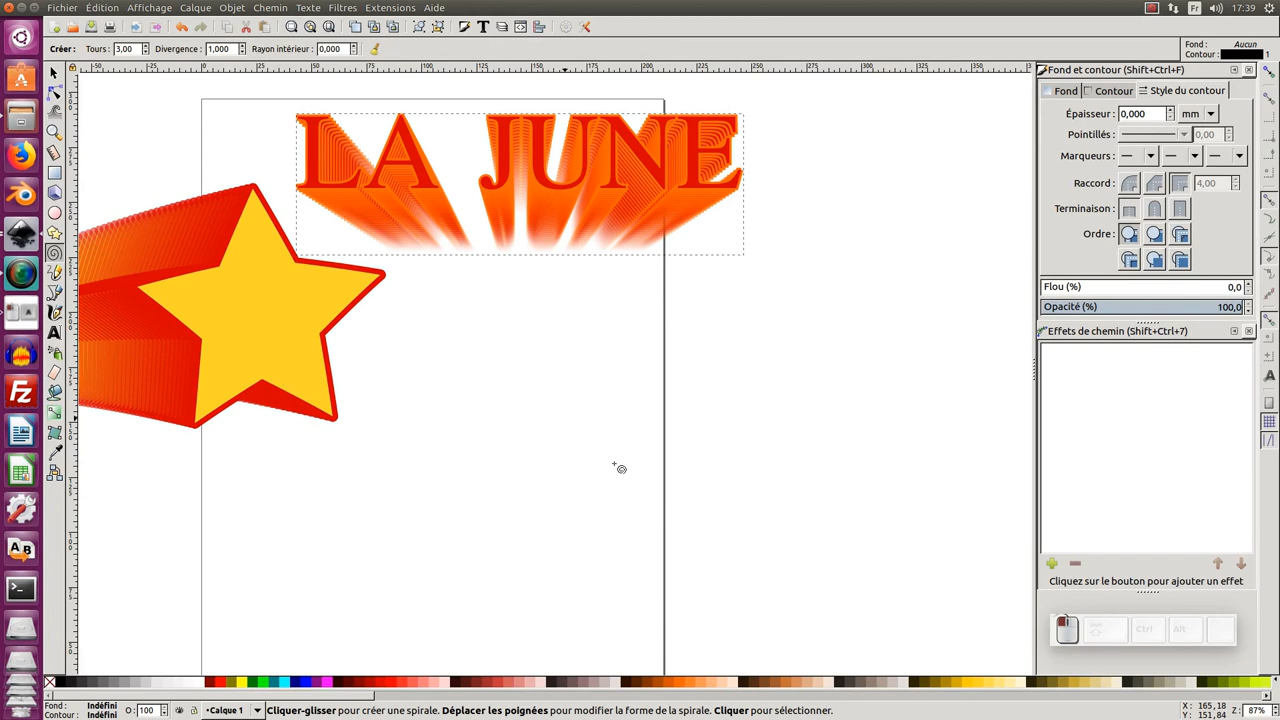 Fichier Édition Affichage Calque Objet Chemin Texte Filtres Extensions Aide
Fr 17:39
Créer: Tours: 3,00 Divergence: 1,000 Rayon intérieur: 0,000
Fond: Aucun
Contour: 1
LA JUNE
Fond et contour (Shift+Ctrl+F)
Fond Contour Style du contour
Épaisseur: 0,000 mm
Pointillés: 0,00
Marqueurs:
Raccord: 4,00
Terminaison:
Ordre:
Flou (%) 0,0
Opacité (%) 100,0
Effets de chemin (Shift+Ctrl+7)
Cliquez sur le bouton pour ajouter un effet
Ctrl Alt
Fond: Indéfini
Contour: Indéfini
O: 100
•Calque 1
Cliquer-glisser pour créer une spirale. Déplacer les poignées pour modifier la forme de la spirale. Cliquer pour sélectionner.
X: 165,18
Y: 151,84
Z: 87%